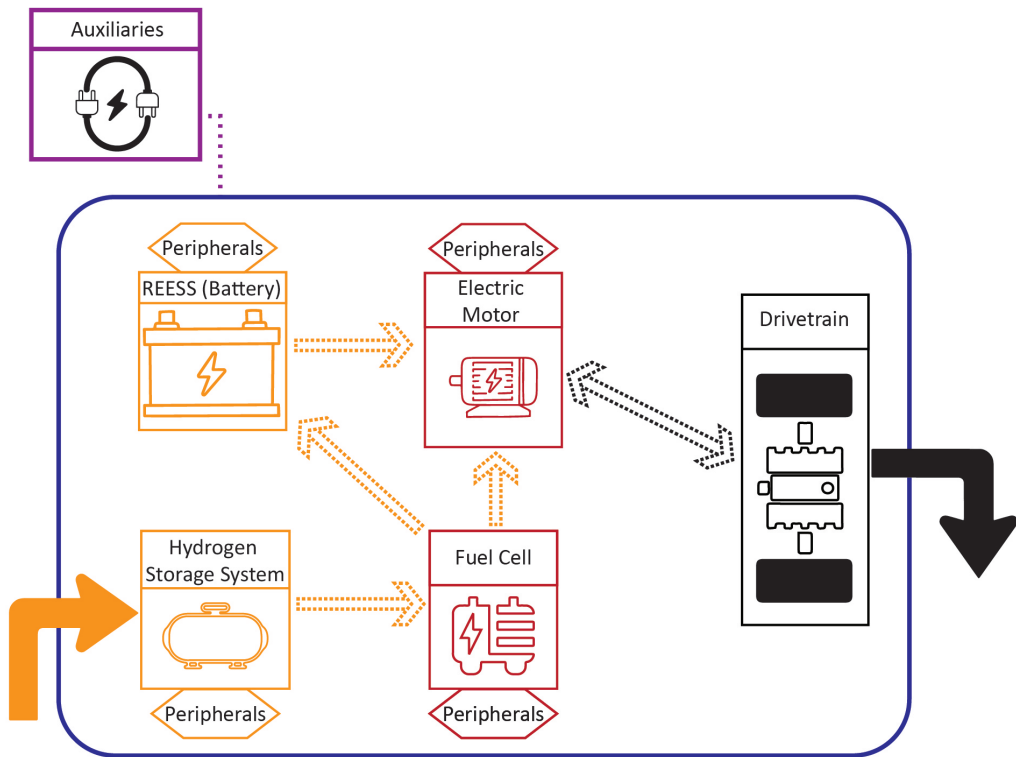 Auxiliaries
Peripherals
REESS (Battery)
Peripherals
Electric
Motor
Drivetrain
Hydrogen
Storage System
Peripherals
Fuel Cell
Peripherals